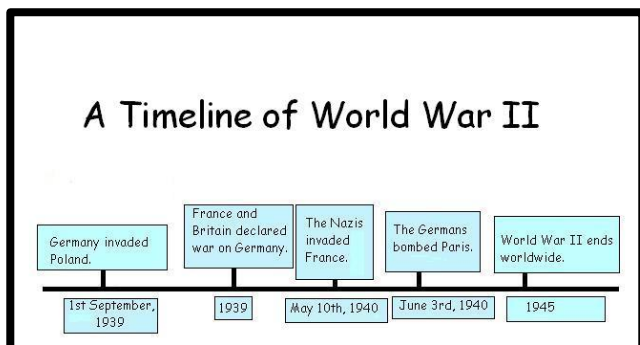 A Timeline of World War II
Germany invaded
Poland.
France and
Britain declared
war on Germany.
The Nazis
invaded
France.
The Germans
bombed Paris.
World War II ends
worldwide.
1st September,
1939
1939
May 10th, 1940
June 3rd, 1940
1945